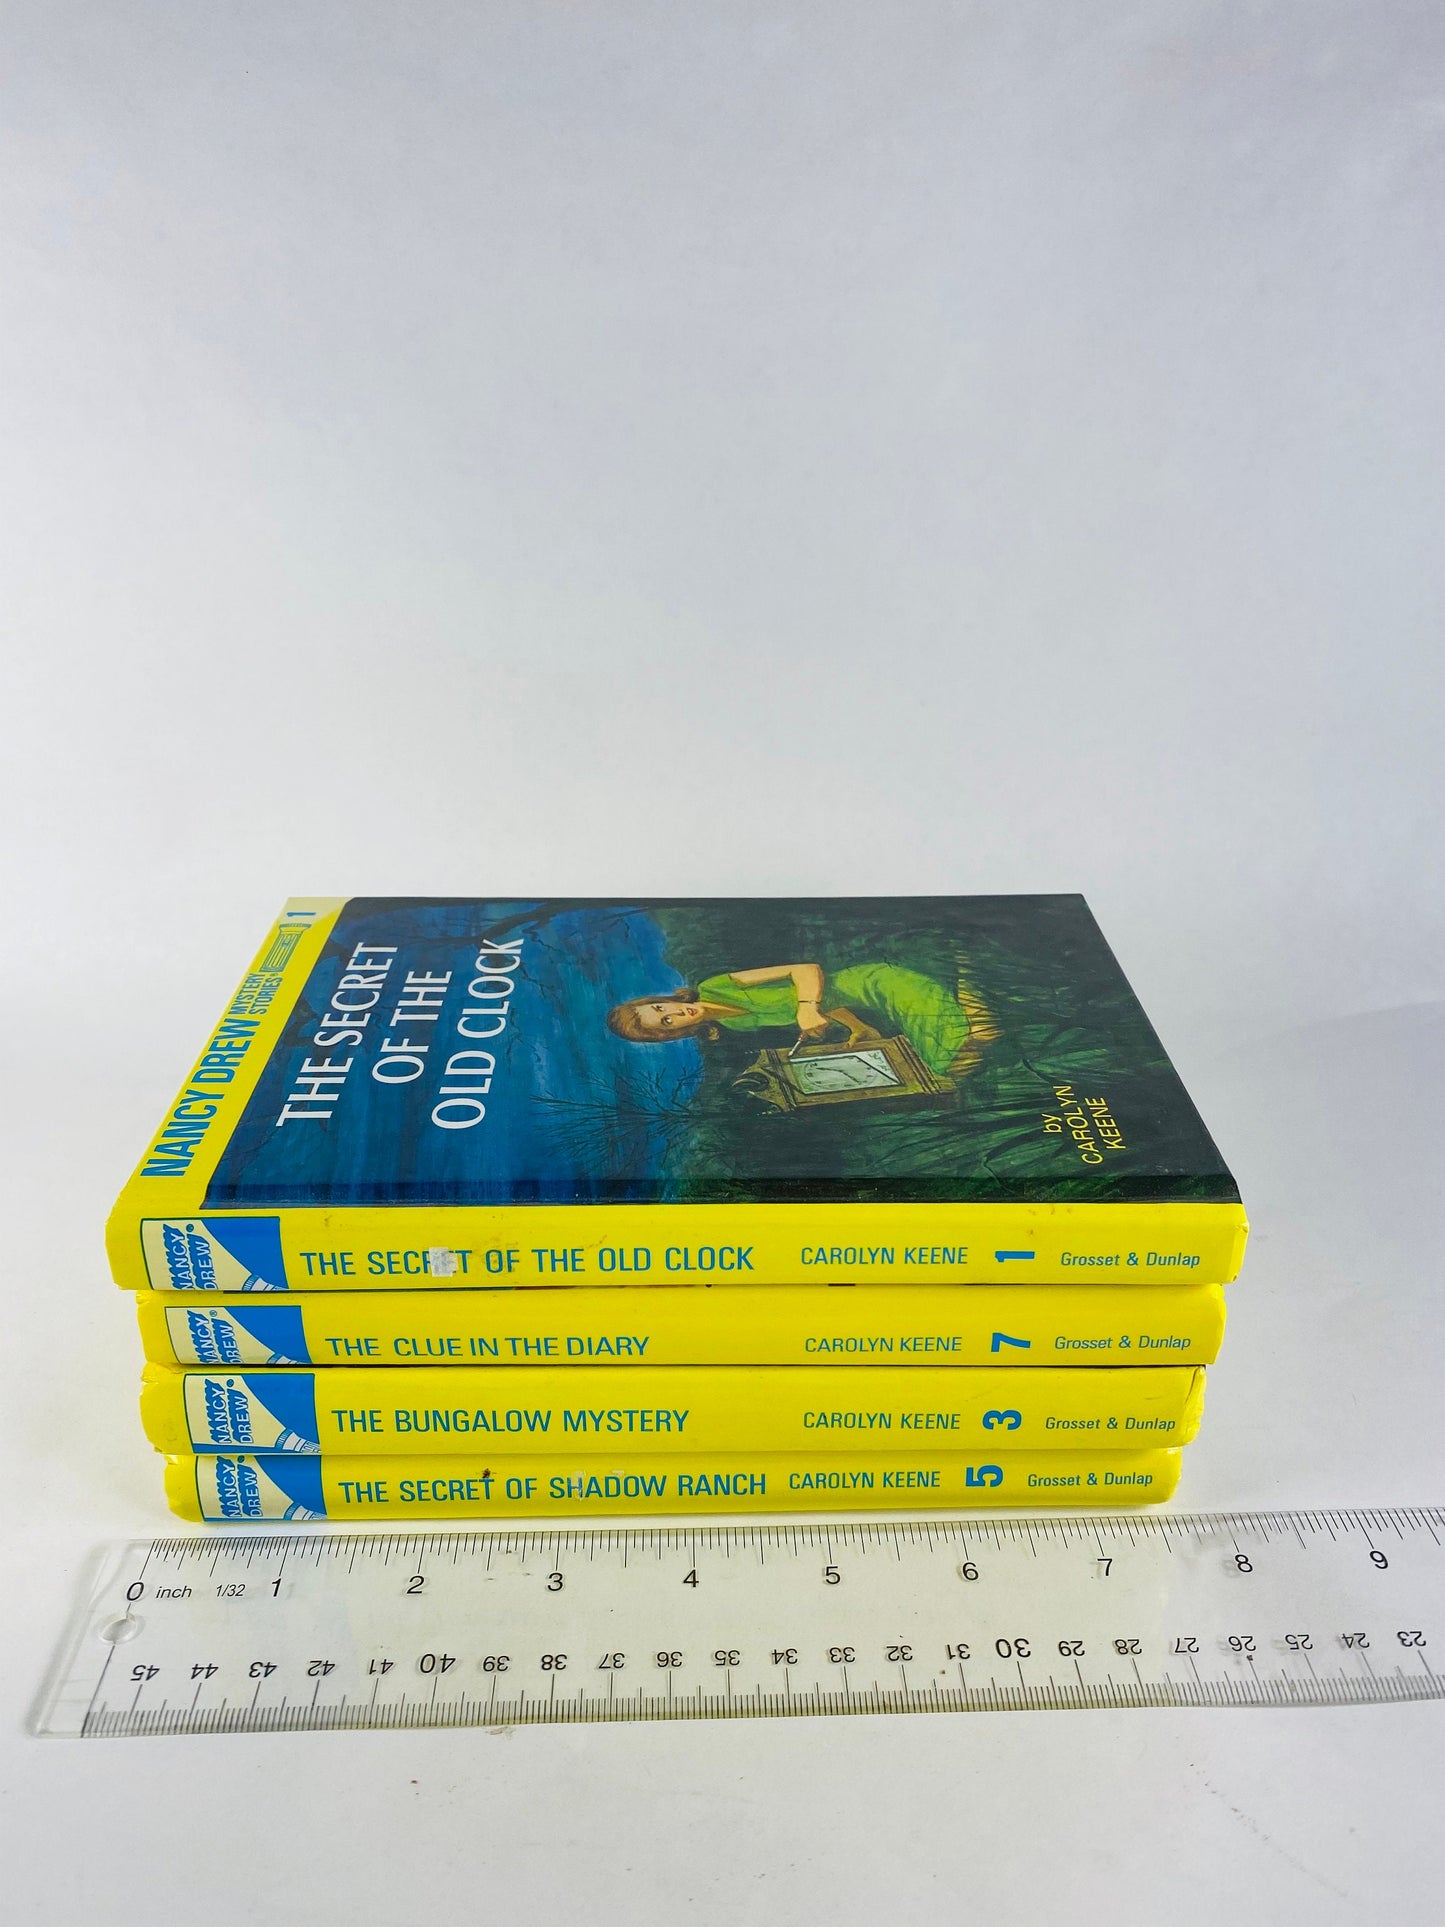 NANCY DREW MYSTERY STORIES® 1
THE SECRET
OF THE
OLD CLOCK
by
CAROLYN
KEENE
NANCY DREW® THE SECRET OF THE OLD CLOCK CAROLYN KEENE 1 Grosset & Dunlap
NANCY DREW® THE CLUE IN THE DIARY CAROLYN KEENE 7 Grosset & Dunlap
NANCY DREW® THE BUNGALOW MYSTERY CAROLYN KEENE 3 Grosset & Dunlap
NANCY DREW® THE SECRET OF SHADOW RANCH CAROLYN KEENE 5 Grosset & Dunlap
0 inch 1/32 1 2 3 4 5 6 7 8 9
45 44 43 42 41 40 39 38 37 36 35 34 33 32 31 30 29 28 27 26 25 24 23